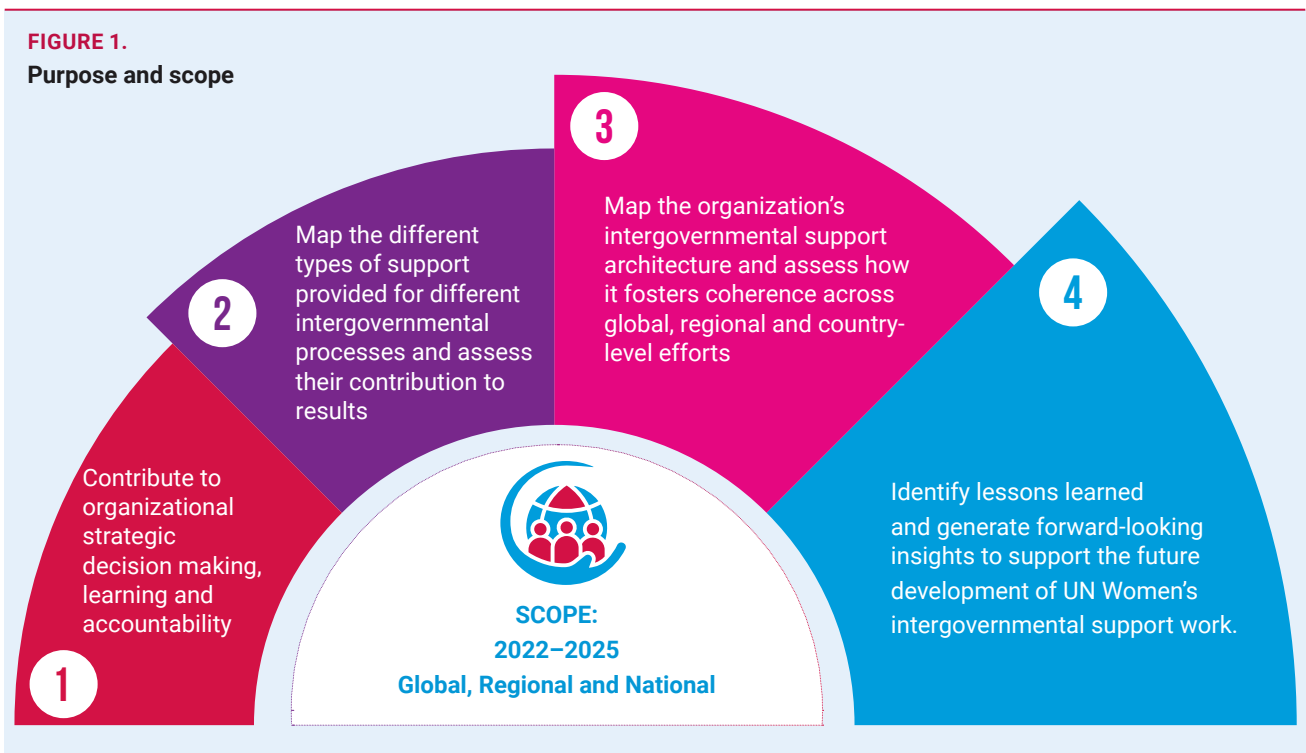 FIGURE 1.
Purpose and scope
1
Contribute to
organizational
strategic
decision making,
learning and
accountability
2
Map the different
types of support
provided for different
intergovernmental
processes and assess
their contribution to
results
3
Map the organization’s
intergovernmental support
architecture and assess how
it fosters coherence across
global, regional and country-
level efforts
4
Identify lessons learned
and generate forward-looking
insights to support the future
development of UN Women’s
intergovernmental support work.
SCOPE:
2022–2025
Global, Regional and National